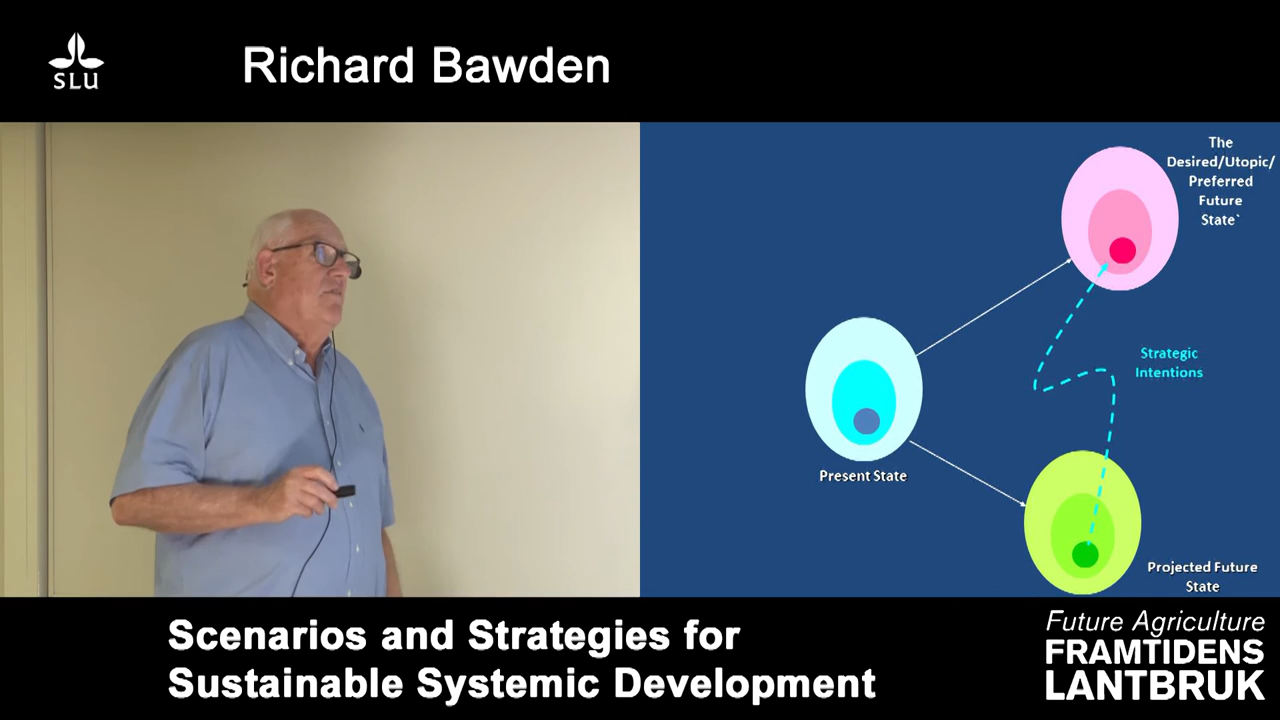 SLU
Richard Bawden
The
Desired/Utopic/
Preferred
Future
State`
Strategic
Intentions
Present State
Projected Future
State
Scenarios and Strategies for
Sustainable Systemic Development
Future Agriculture
FRAMTIDENS
LANTBRUK